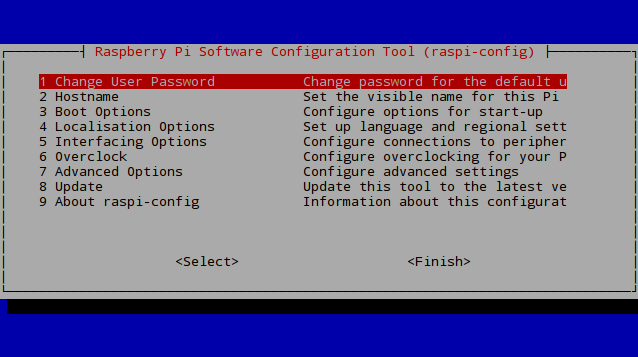 Raspberry Pi Software Configuration Tool (raspi-config)
1 Change User Password Change password for the default u
2 Hostname Set the visible name for this Pi
3 Boot Options Configure options for start-up
4 Localisation Options Set up language and regional sett
5 Interfacing Options Configure connections to peripher
6 Overclock Configure overclocking for your P
7 Advanced Options Configure advanced settings
8 Update Update this tool to the latest ve
9 About raspi-config Information about this configurat
<Select> <Finish>